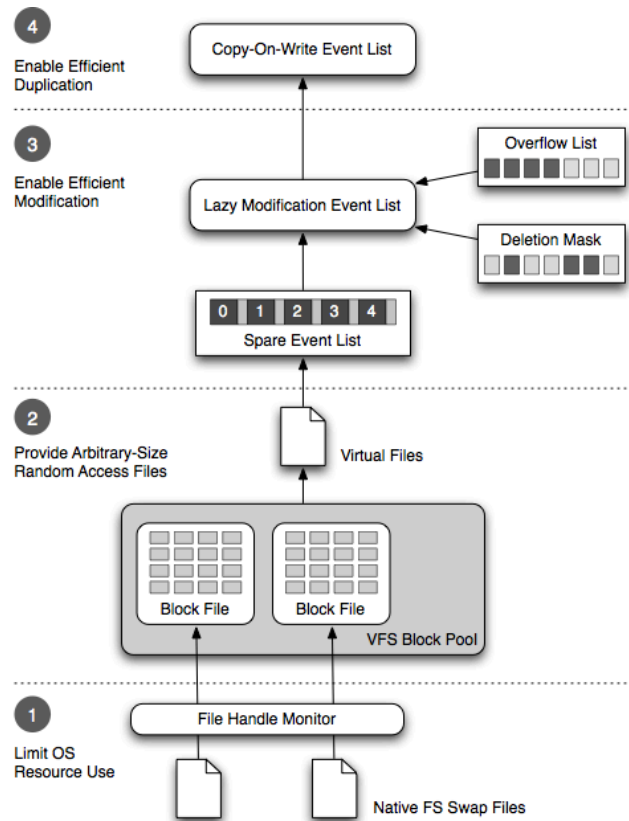 4
Enable Efficient
Duplication
Copy-On-Write Event List
3
Enable Efficient
Modification
Overflow List
Lazy Modification Event List
Deletion Mask
0 1 2 3 4
Spare Event List
2
Provide Arbitrary-Size
Random Access Files
Virtual Files
Block File
Block File
VFS Block Pool
1
Limit OS
Resource Use
File Handle Monitor
Native FS Swap Files